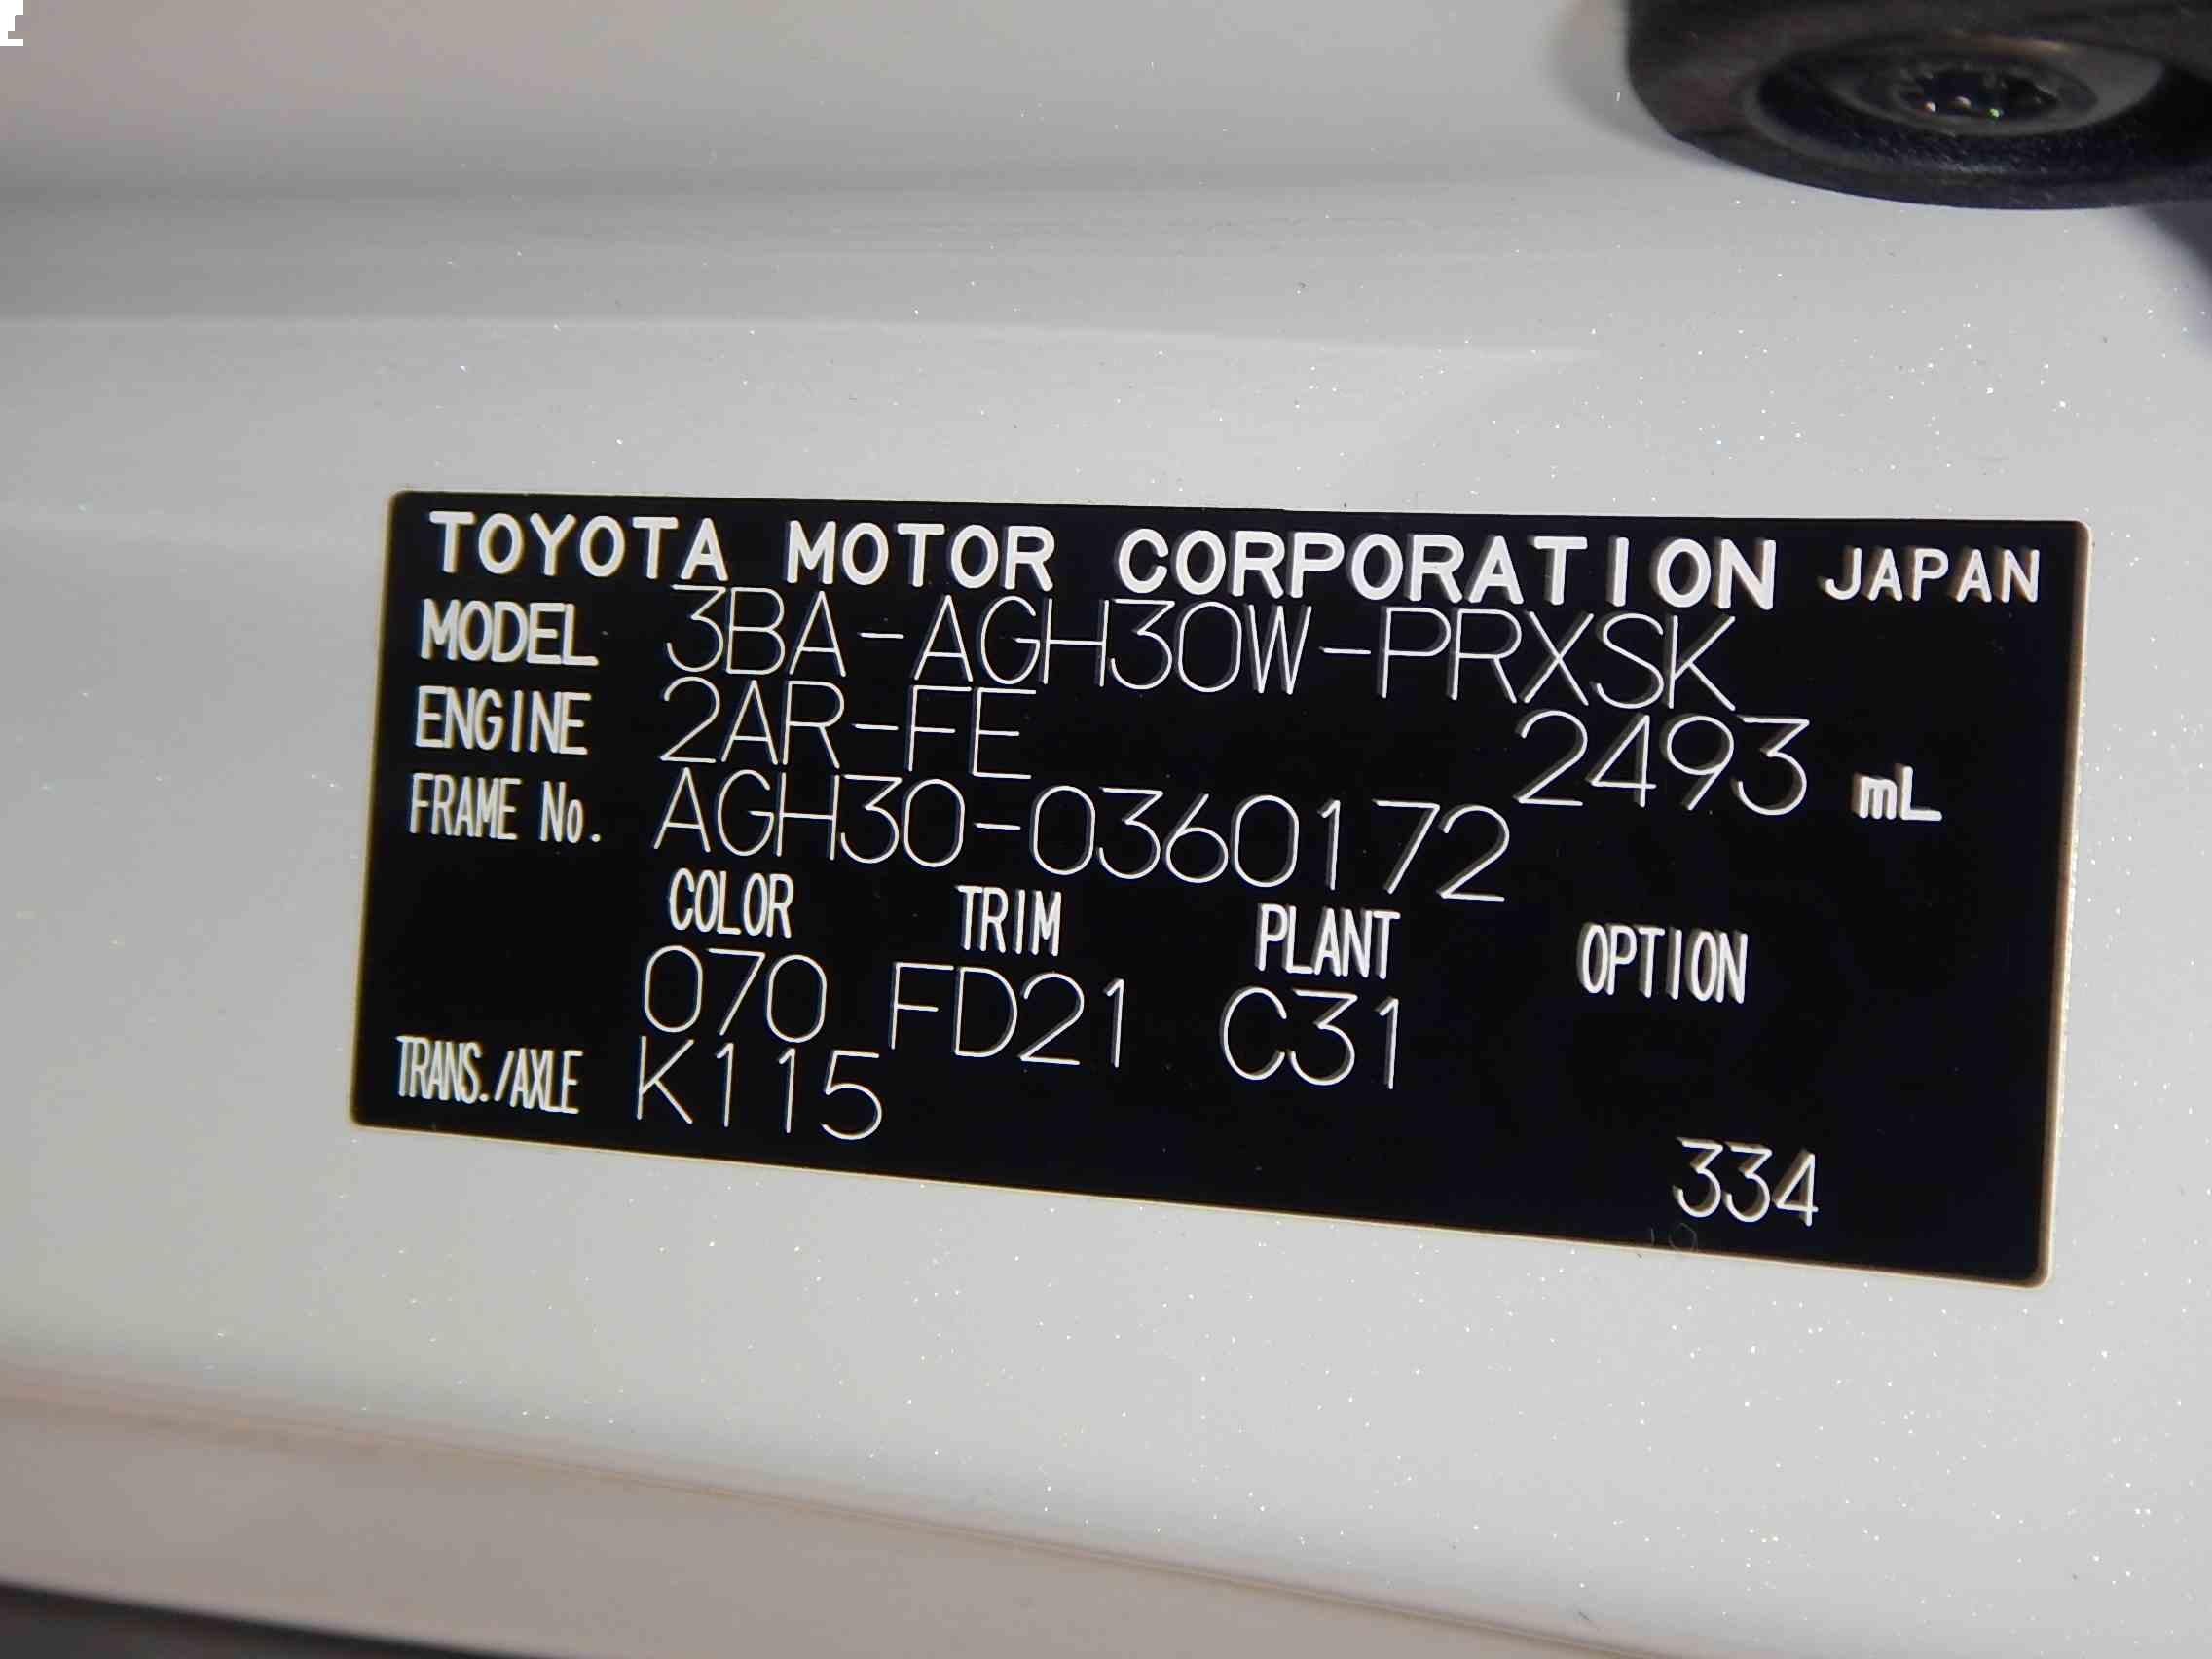 TOYOTA MOTOR CORPORATION JAPAN
MODEL 3BA-AGH30W-PRXSK
ENGINE 2AR-FE 2493 mL
FRAME No. AGH30-0360172
COLOR TRIM PLANT OPTION
070 FD21 C31
TRANS./AXLE K115
334